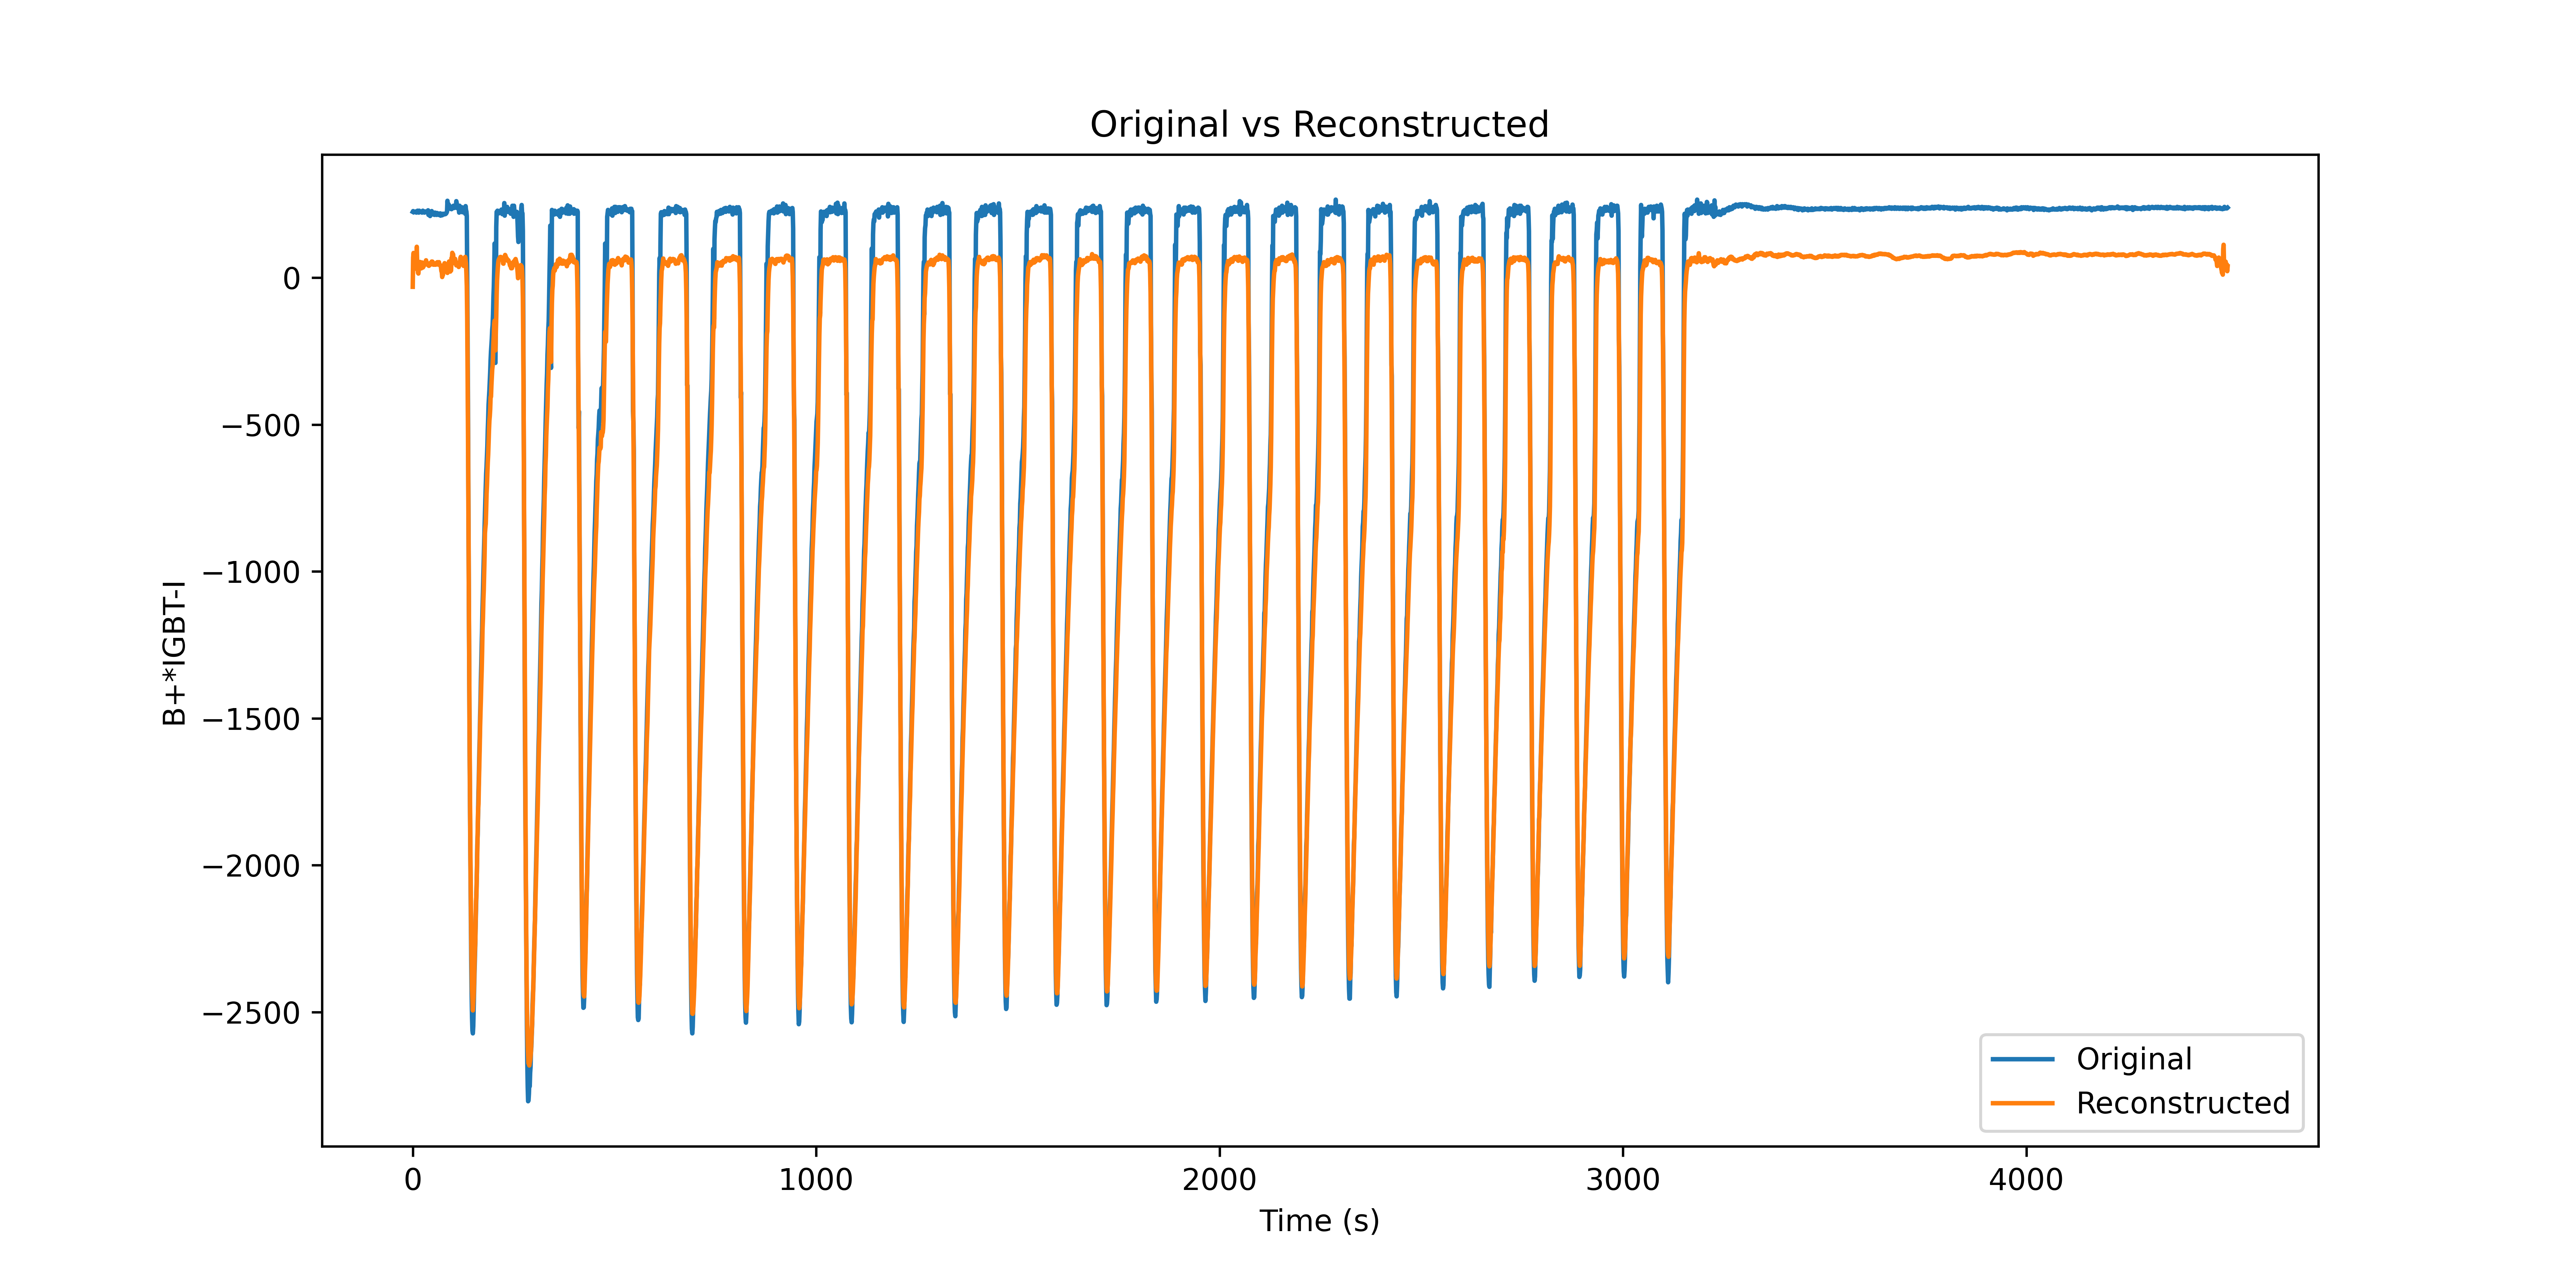 Original vs Reconstructed
B+*IGBT-I
0
−500
−1000
−1500
−2000
−2500
0
1000
2000
3000
4000
Time (s)
Original
Reconstructed